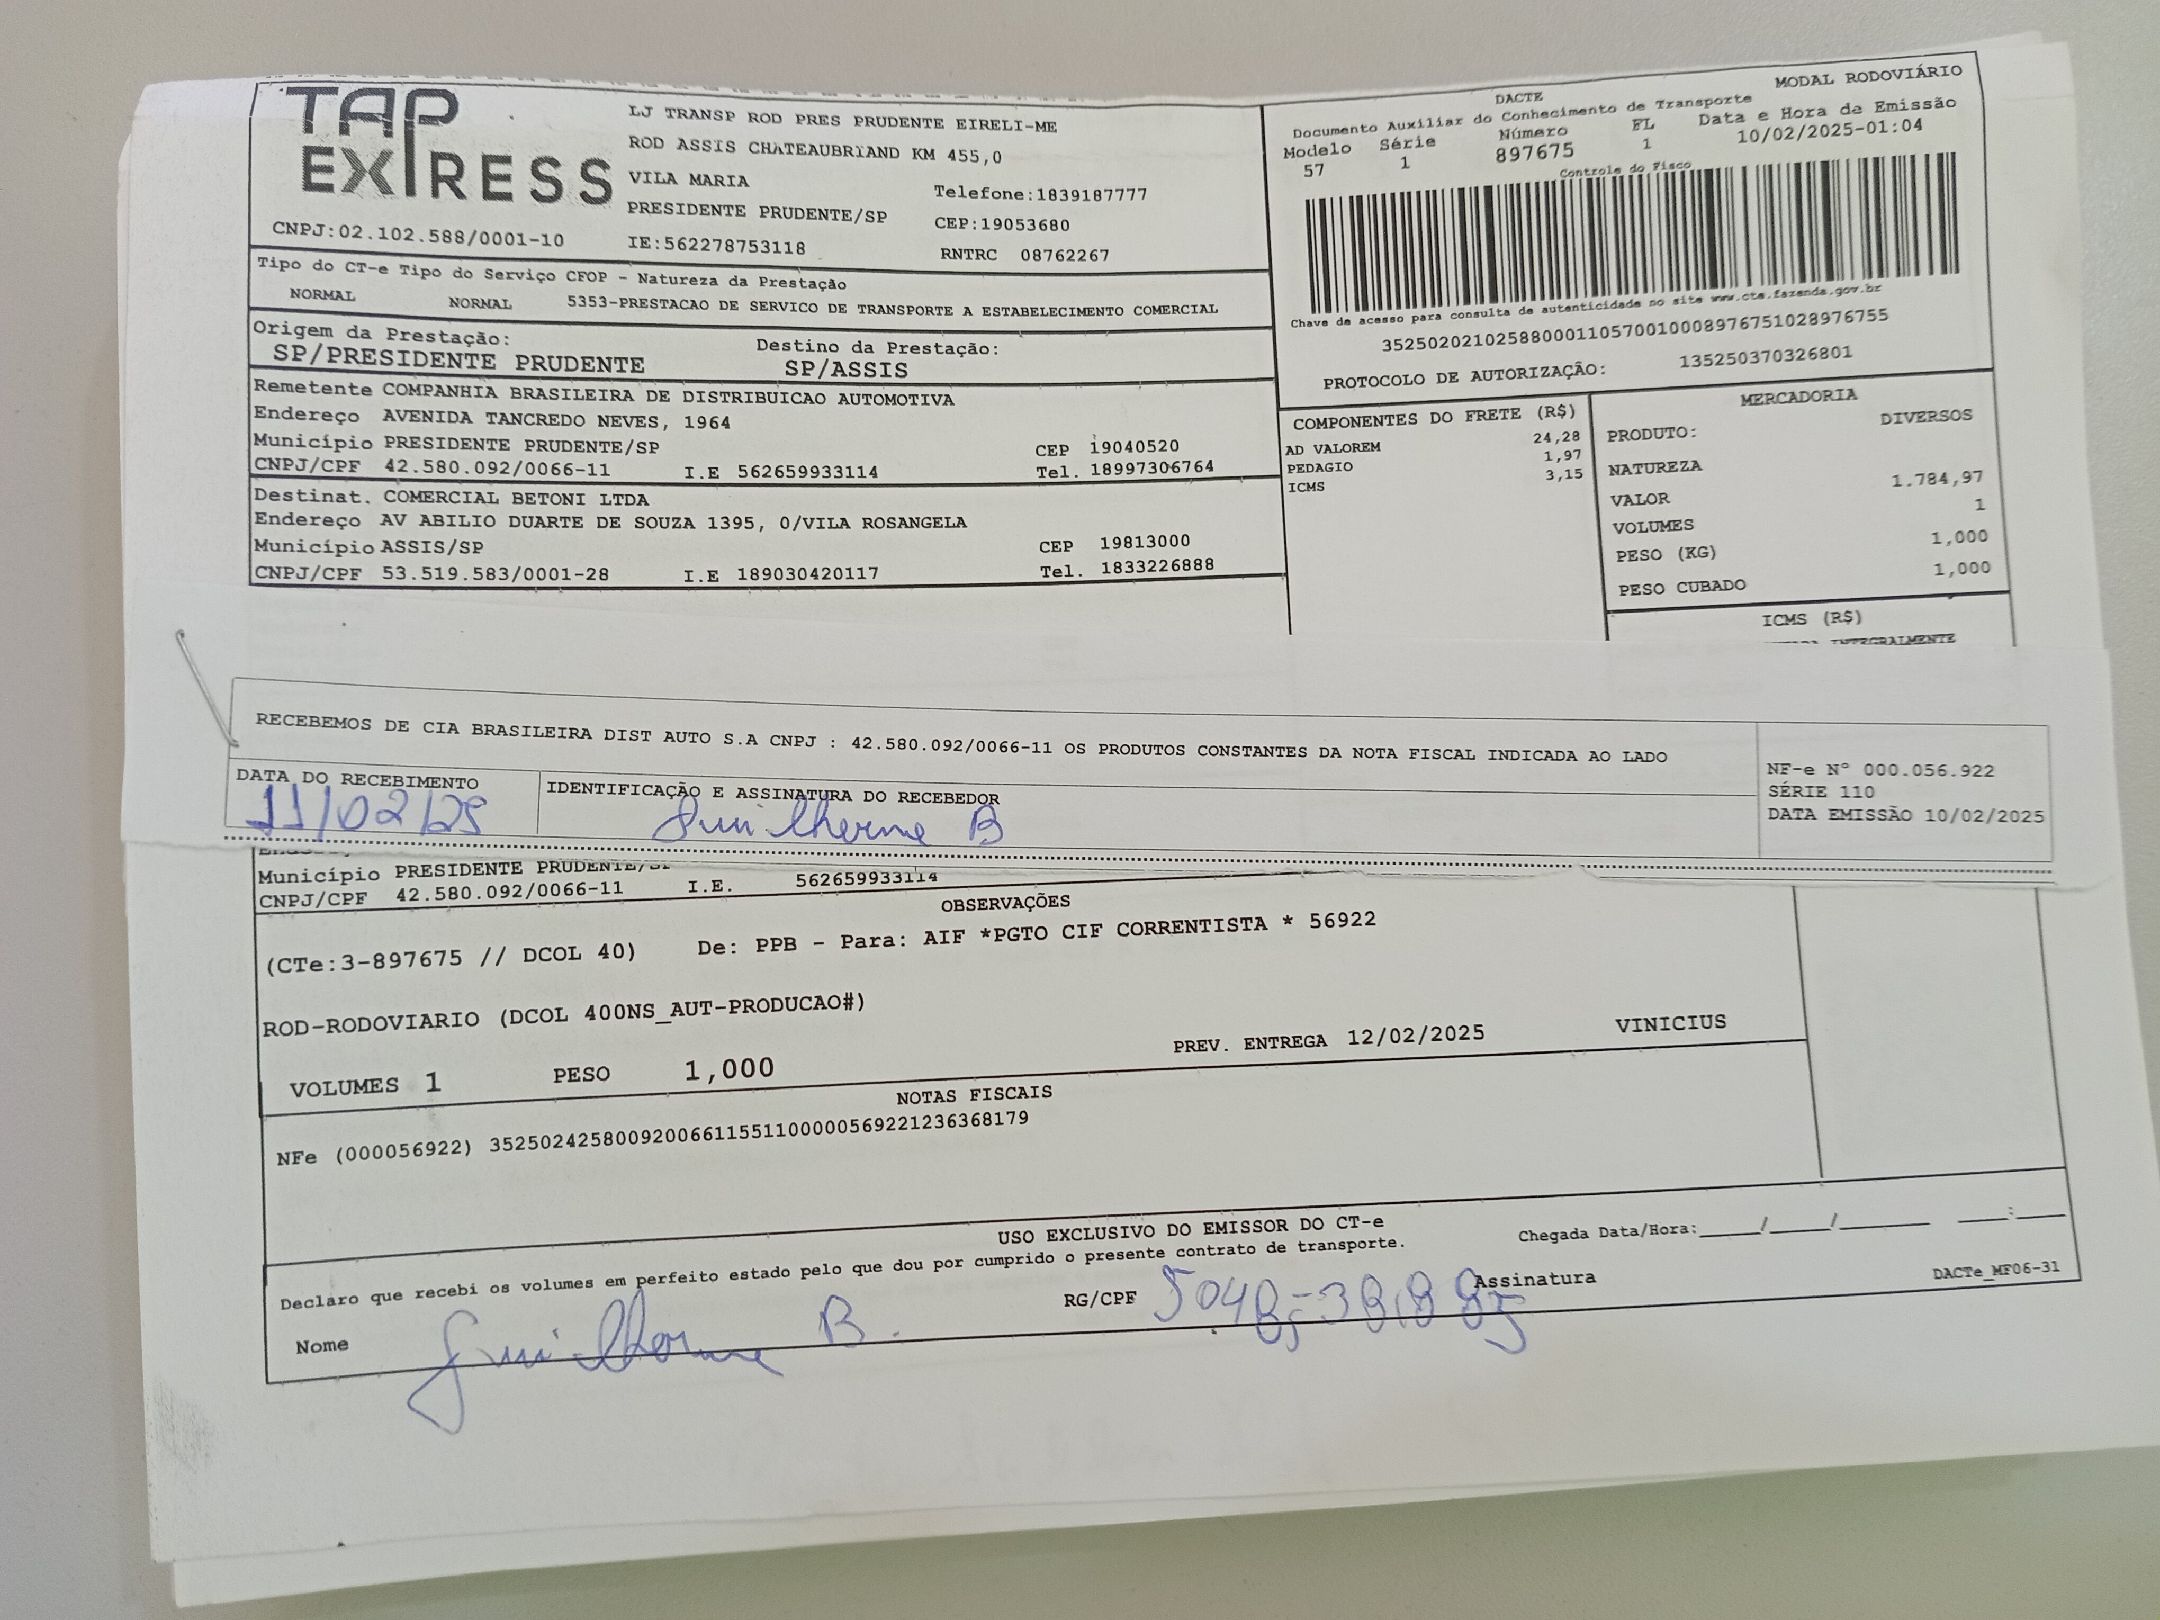 TAP
EXPRESS
LJ TRANSP ROD PRES PRUDENTE EIRELI-ME
ROD ASSIS CHATEAUBRIAND KM 455,0
VILA MARIA
Telefone:1839187777
PRESIDENTE PRUDENTE/SP
CEP:19053680
CNPJ:02.102.588/0001-10
IE:562278753118
RNTRC 08762267
DACTE
MODAL RODOVIÁRIO
Documento Auxiliar do Conhecimento de Transporte
Modelo Série Número FL Data e Hora de Emissão
57 1 897675 1 10/02/2025-01:04
Controle do Fisco
Chave de acesso para consulta de autenticidade no site www.cte.fazenda.gov.br
35250202102588000110570010008976751028976755
PROTOCOLO DE AUTORIZAÇÃO: 135250370326801
Tipo do CT-e Tipo do Serviço CFOP - Natureza da Prestação
NORMAL NORMAL 5353-PRESTACAO DE SERVICO DE TRANSPORTE A ESTABELECIMENTO COMERCIAL
Origem da Prestação: Destino da Prestação:
SP/PRESIDENTE PRUDENTE SP/ASSIS
Remetente COMPANHIA BRASILEIRA DE DISTRIBUICAO AUTOMOTIVA
Endereço AVENIDA TANCREDO NEVES, 1964
Município PRESIDENTE PRUDENTE/SP CEP 19040520
CNPJ/CPF 42.580.092/0066-11 I.E 562659933114 Tel. 18997306764
Destinat. COMERCIAL BETONI LTDA
Endereço AV ABILIO DUARTE DE SOUZA 1395, 0/VILA ROSANGELA
Município ASSIS/SP CEP 19813000
CNPJ/CPF 53.519.583/0001-28 I.E 189030420117 Tel. 1833226888
COMPONENTES DO FRETE (R$)
AD VALOREM 24,28
PEDAGIO 1,97
ICMS 3,15
MERCADORIA
PRODUTO: DIVERSOS
NATUREZA
VALOR 1.784,97
VOLUMES 1
PESO (KG) 1,000
PESO CUBADO 1,000
ICMS (R$)
INTEGRALMENTE
RECEBEMOS DE CIA BRASILEIRA DIST AUTO S.A CNPJ : 42.580.092/0066-11 OS PRODUTOS CONSTANTES DA NOTA FISCAL INDICADA AO LADO
DATA DO RECEBIMENTO
11/02/25
IDENTIFICAÇÃO E ASSINATURA DO RECEBEDOR
Guilherme B
NF-e Nº 000.056.922
SÉRIE 110
DATA EMISSÃO 10/02/2025
Município PRESIDENTE PRUDENTE/SP
CNPJ/CPF 42.580.092/0066-11 I.E. 562659933114
OBSERVAÇÕES
(CTe:3-897675 // DCOL 40) De: PPB - Para: AIF *PGTO CIF CORRENTISTA * 56922
ROD-RODOVIARIO (DCOL 400NS_AUT-PRODUCAO#)
PREV. ENTREGA 12/02/2025 VINICIUS
VOLUMES 1 PESO 1,000
NOTAS FISCAIS
NFe (000056922) 35250242580092006611551100000569221236368179
USO EXCLUSIVO DO EMISSOR DO CT-e
Declaro que recebi os volumes em perfeito estado pelo que dou por cumprido o presente contrato de transporte.
Chegada Data/Hora:_____/_____/________ ____:____
Nome Guilherme B. RG/CPF Assinatura
DACTe_MF06-31